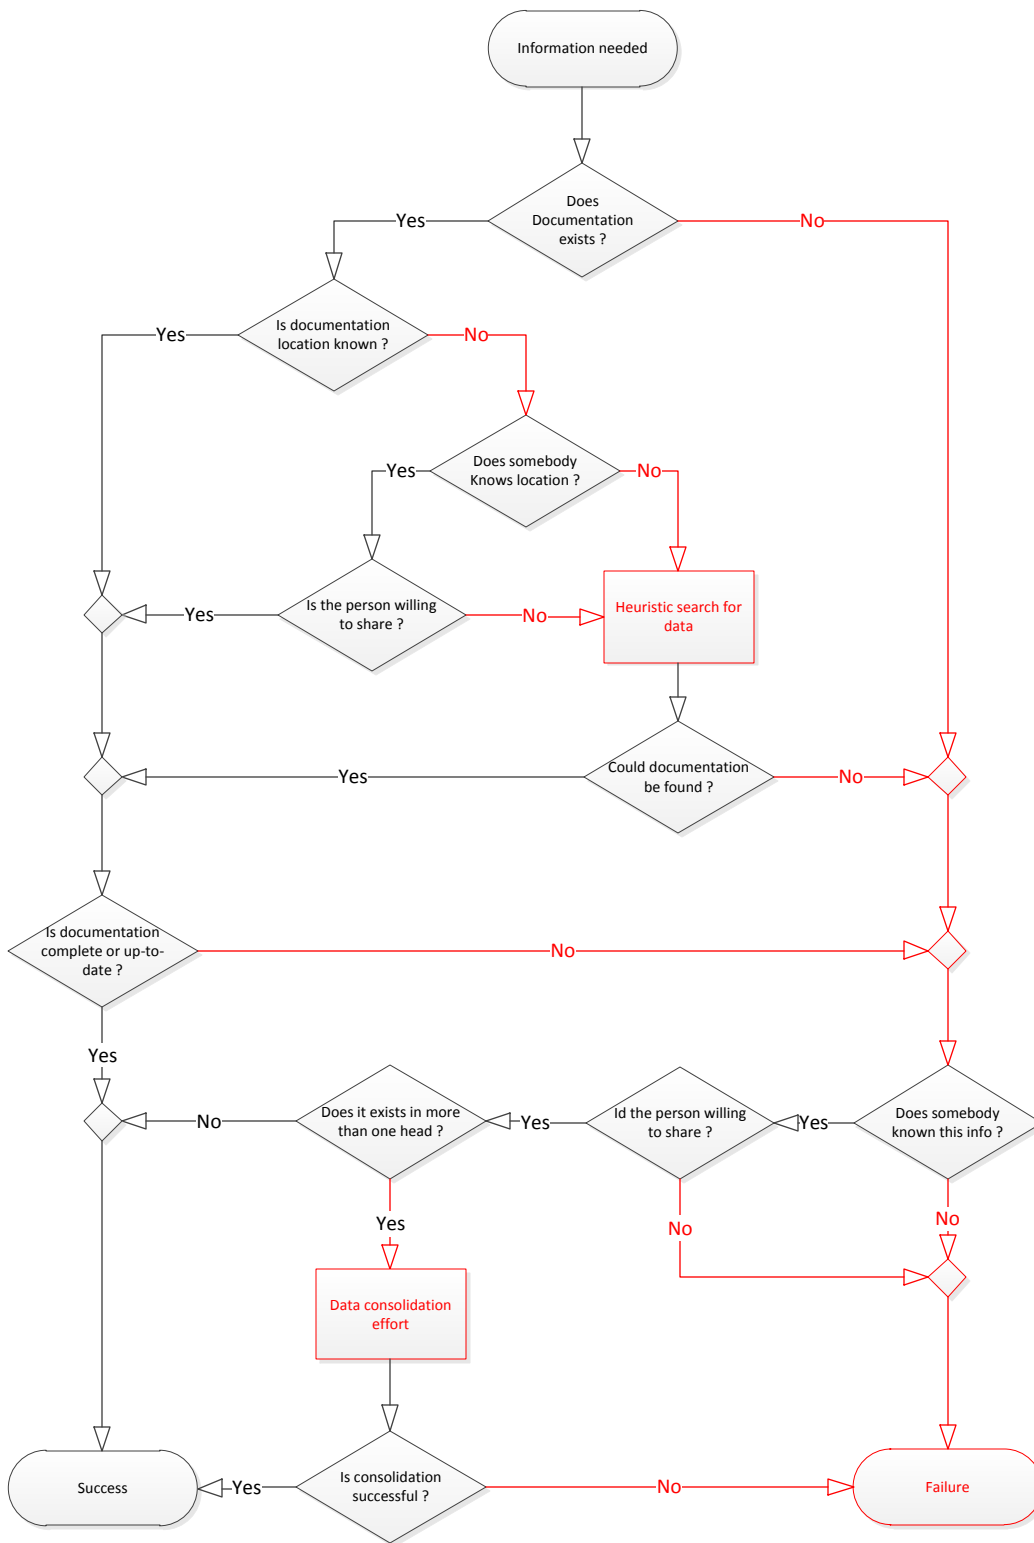 Information needed
Does
Documentation
exists ?
Yes
No
Is documentation
location known ?
Yes
No
Does somebody
Knows location ?
Yes
No
Is the person willing
to share ?
Yes
No
Heuristic search for
data
Could documentation
be found ?
Yes
No
Is documentation
complete or up-to-
date ?
No
Yes
Does somebody
known this info ?
Yes
No
Id the person willing
to share ?
Yes
No
Does it exists in more
than one head ?
No
Yes
Data consolidation
effort
Is consolidation
successful ?
Yes
No
Success
Failure